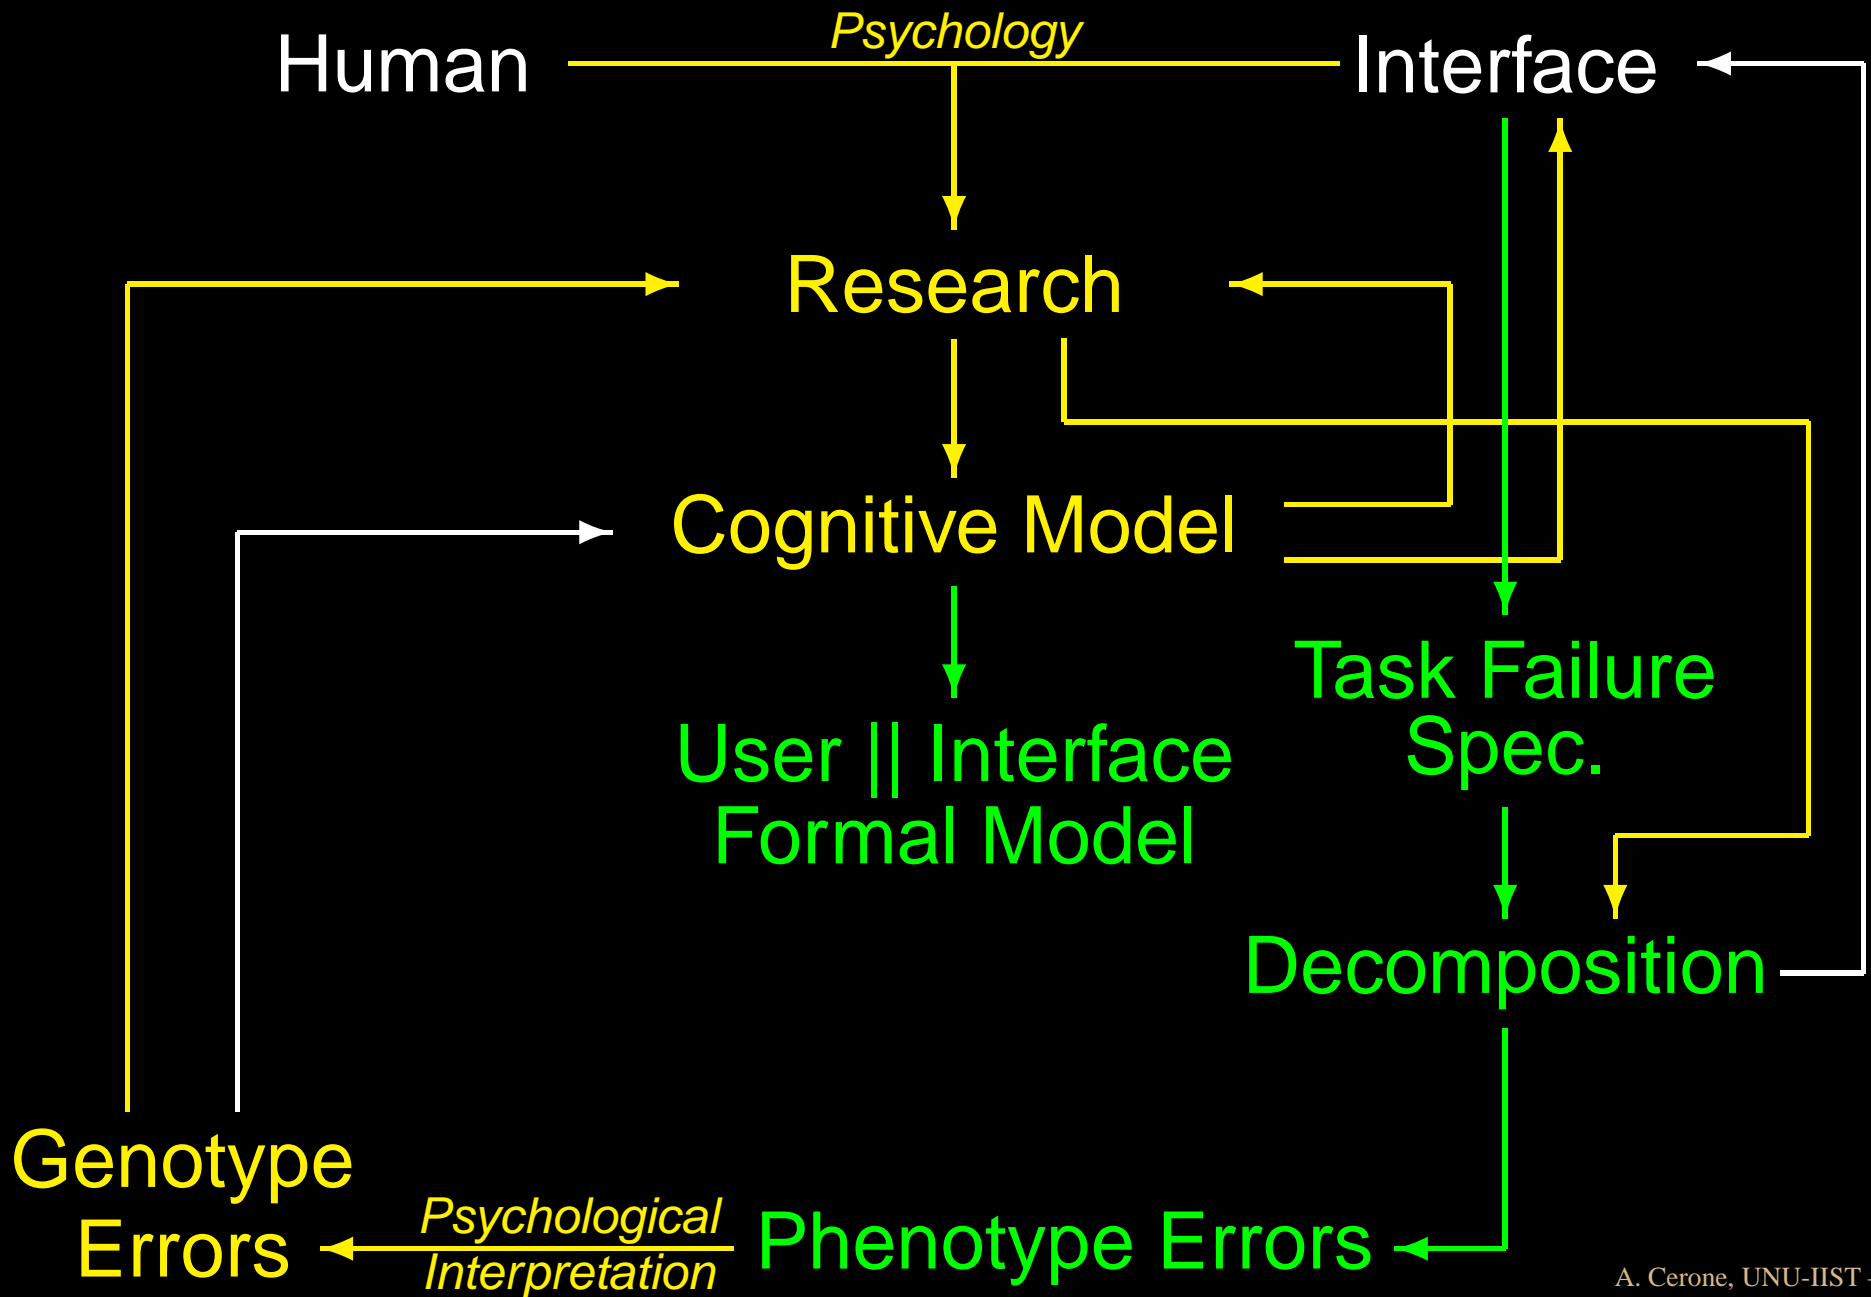 Human
Psychology
Interface
Research
Cognitive Model
Task Failure
Spec.
User || Interface
Formal Model
Decomposition
Genotype
Errors
Psychological
Interpretation
Phenotype Errors
A. Cerone, UNU-IIST -